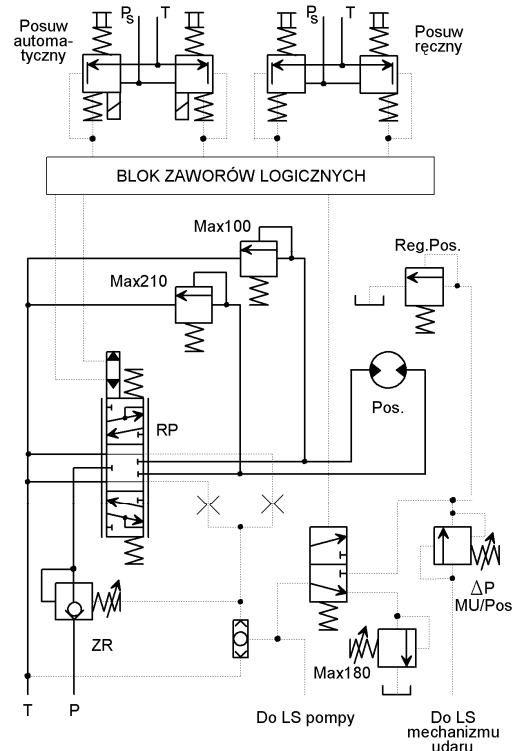 Posuw
automa-
tyczny
Ps T
Ps T
Posuw
ręczny
BLOK ZAWORÓW LOGICZNYCH
Max100
Reg.Pos.
Max210
RP
Pos.
ΔP
MU/Pos
ZR
Max180
T P
Do LS pompy
Do LS
mechanizmu
udaru